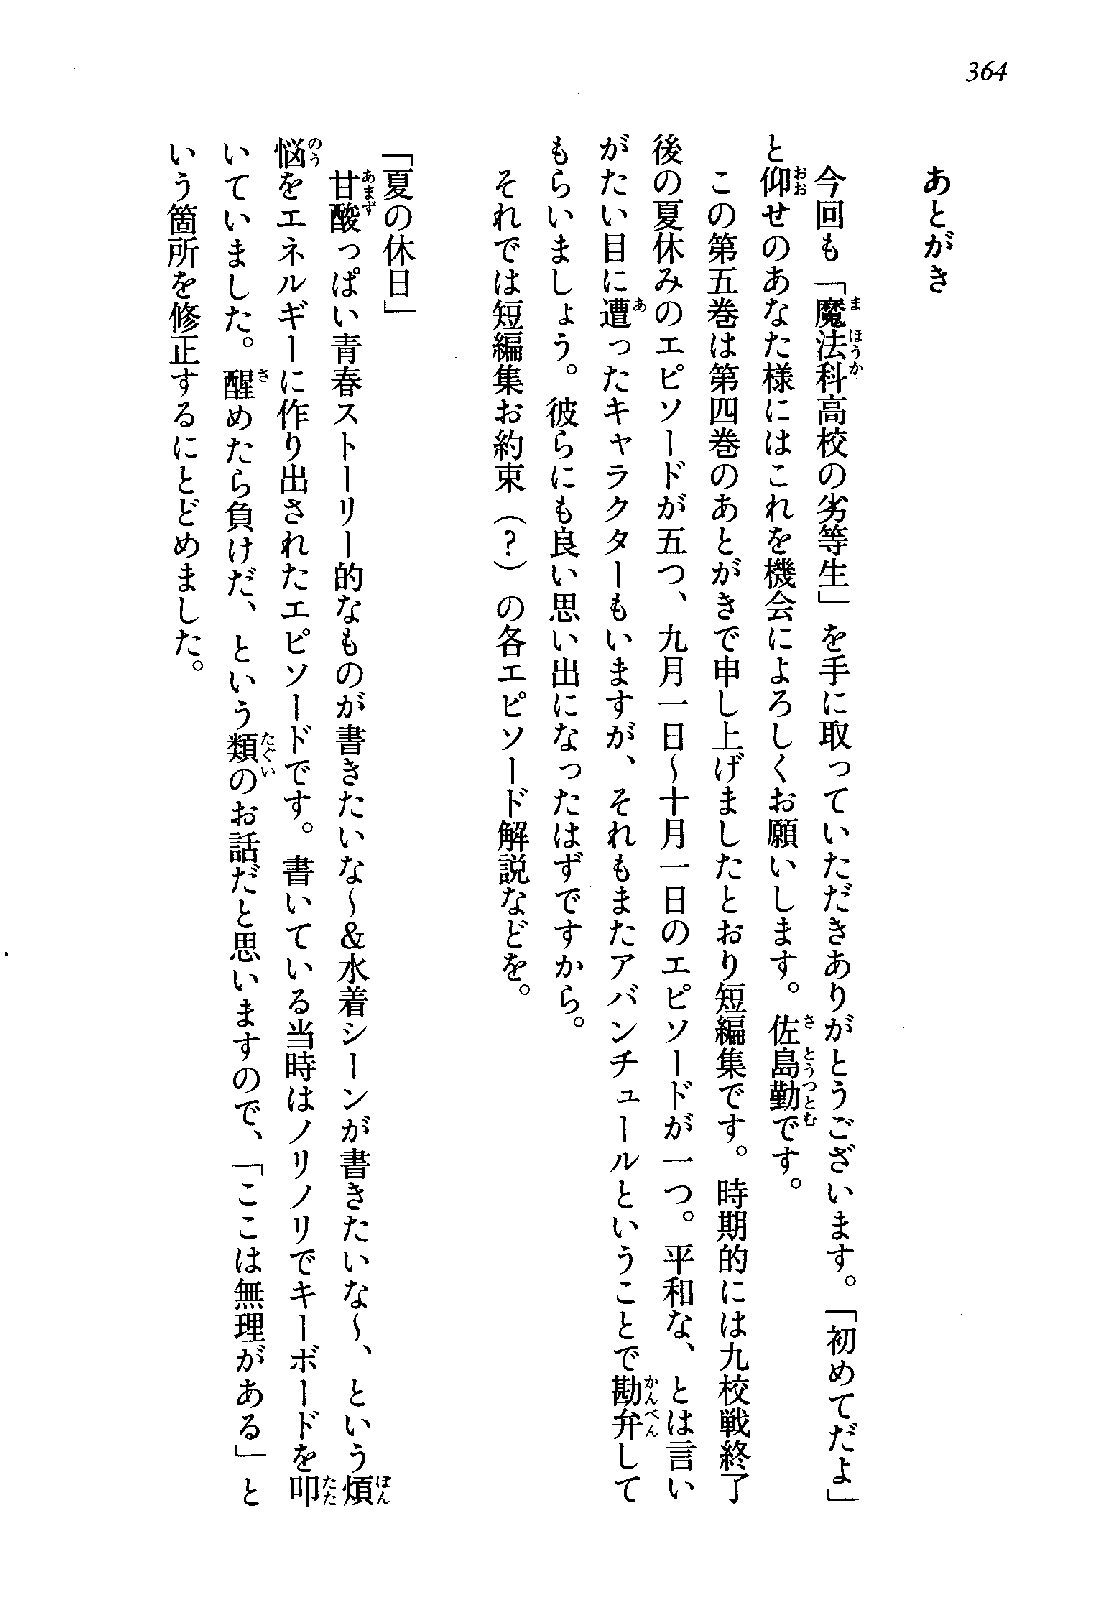 364
あとがき
今回も「魔法科高校の劣等生」を手に取っていただきありがとうございます。「初めてだよ」
と仰せのあなた様にはこれを機会によろしくお願いします。佐島勤です。
この第五巻は第四巻のあとがきで申し上げましたとおり短編集です。時期的には九校戦終了
後の夏休みのエピソードが五つ、九月一日～十月一日のエピソードが一つ。平和な、とは言い
がたい目に遭ったキャラクターもいますが、それもまたアバンチュールということで勘弁して
もらいましょう。彼らにも良い思い出になったはずですから。
それでは短編集お約束（？）の各エピソード解説などを。
「夏の休日」
甘酸っぱい青春ストーリー的なものが書きたいな～＆水着シーンが書きたいな～、という煩
悩をエネルギーに作り出されたエピソードです。書いている当時はノリノリでキーボードを叩
いていました。醒めたら負けだ、という類のお話だと思いますので、「ここは無理がある」と
いう箇所を修正するにとどめました。